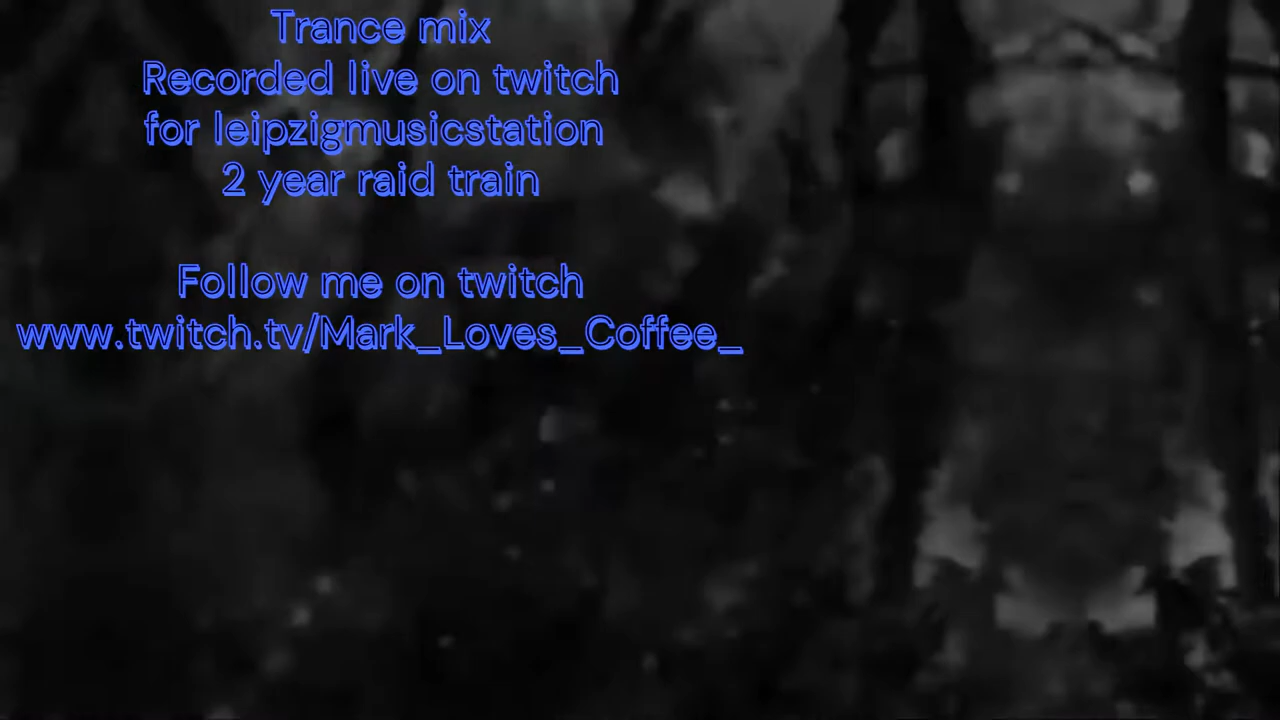 Trance mix
Recorded live on twitch
for leipzigmusicstation
2 year raid train
Follow me on twitch
www.twitch.tv/Mark_Loves_Coffee_